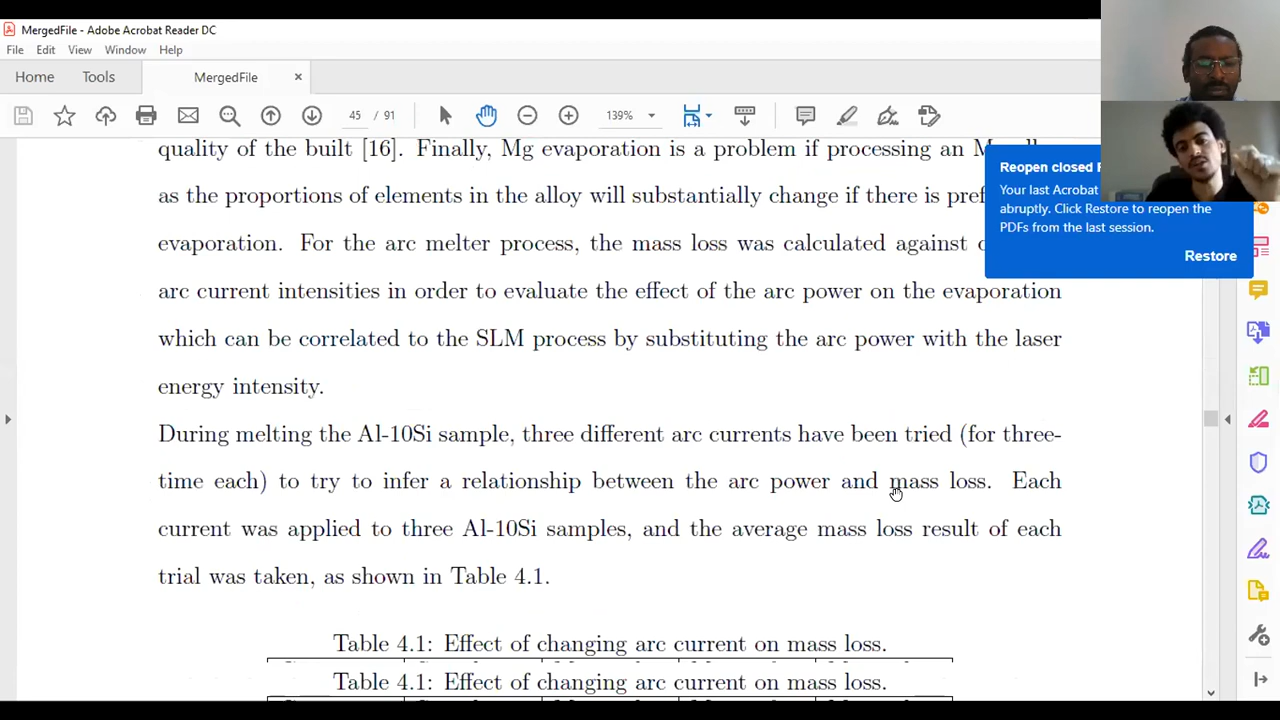 MergedFile - Adobe Acrobat Reader DC
File Edit View Window Help
Home Tools MergedFile ×
45 / 91 139%
quality of the built [16]. Finally, Mg evaporation is a problem if processing an
as the proportions of elements in the alloy will substantially change if there is
evaporation. For the arc melter process, the mass loss was calculated against
arc current intensities in order to evaluate the effect of the arc power on the evaporation
which can be correlated to the SLM process by substituting the arc power with the laser
energy intensity.
During melting the Al-10Si sample, three different arc currents have been tried (for three-
time each) to try to infer a relationship between the arc power and mass loss. Each
current was applied to three Al-10Si samples, and the average mass loss result of each
trial was taken, as shown in Table 4.1.
Table 4.1: Effect of changing arc current on mass loss.
Table 4.1: Effect of changing arc current on mass loss.
Reopen closed
Your last Acrobat
abruptly. Click Restore to reopen the
PDFs from the last session.
Restore